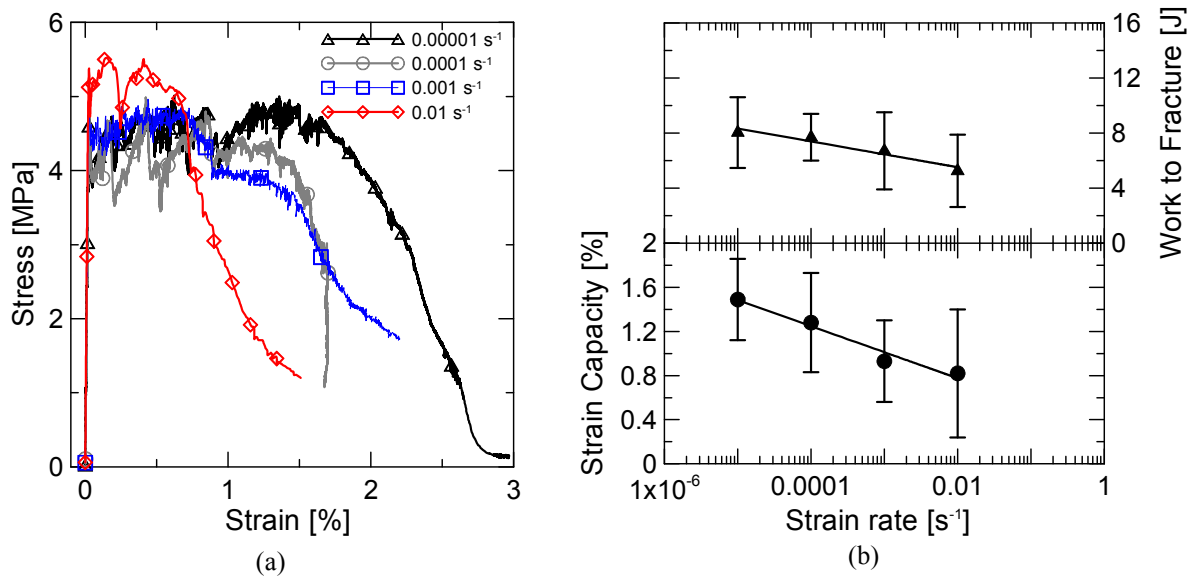 6
4
2
0
Stress [MPa]
0.00001 s⁻¹
0.0001 s⁻¹
0.001 s⁻¹
0.01 s⁻¹
0 1 2 3
Strain [%]
(a)
16
12
8
4
0
Work to Fracture [J]
2
1.6
1.2
0.8
0.4
0
Strain Capacity [%]
1x10⁻⁶ 0.0001 0.01 1
Strain rate [s⁻¹]
(b)